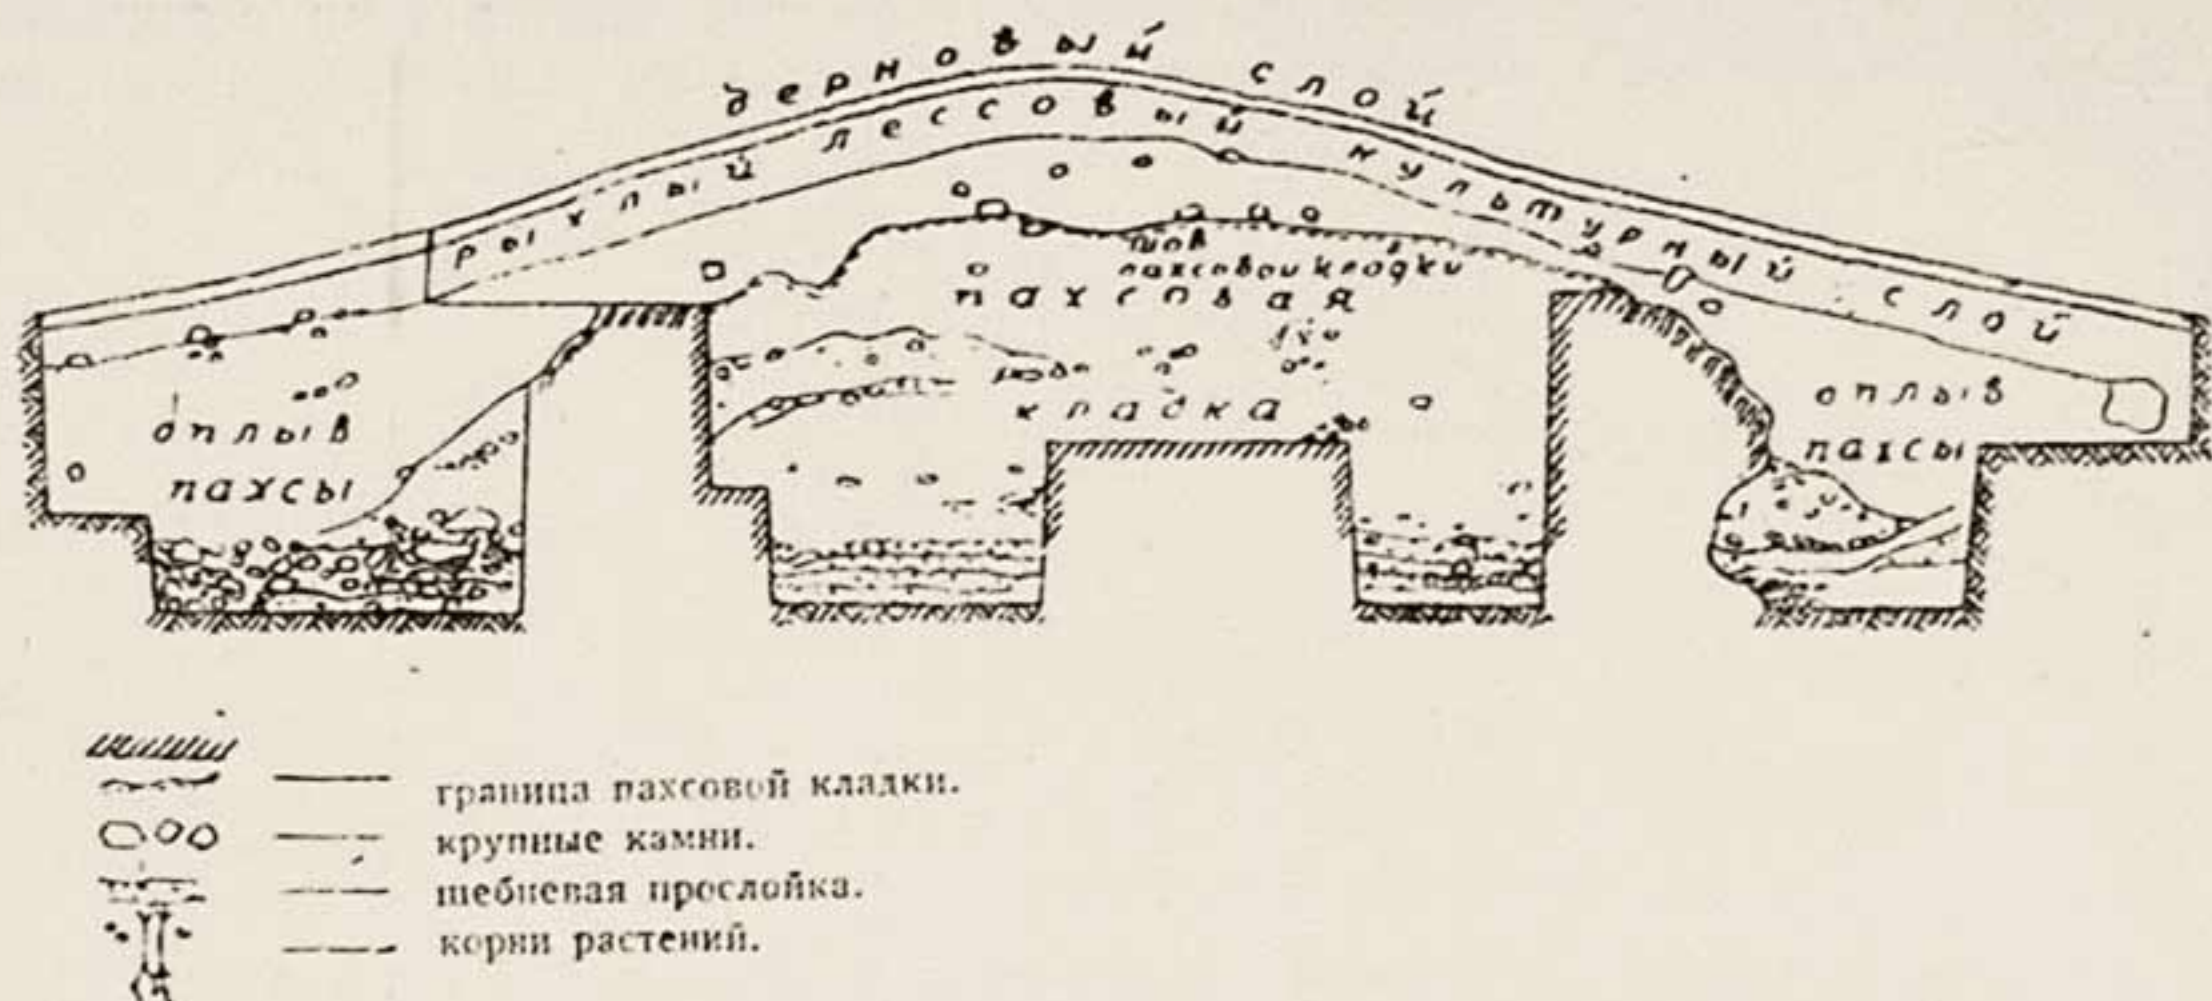 дерновый слой
рыхлый лессовый культурный слой
шов
пахсовой кладки
пахсовая
кладка
оплыв
пахсы
оплыв
пахсы
граница пахсовой кладки.
крупные камни.
щебневая прослойка.
корни растений.